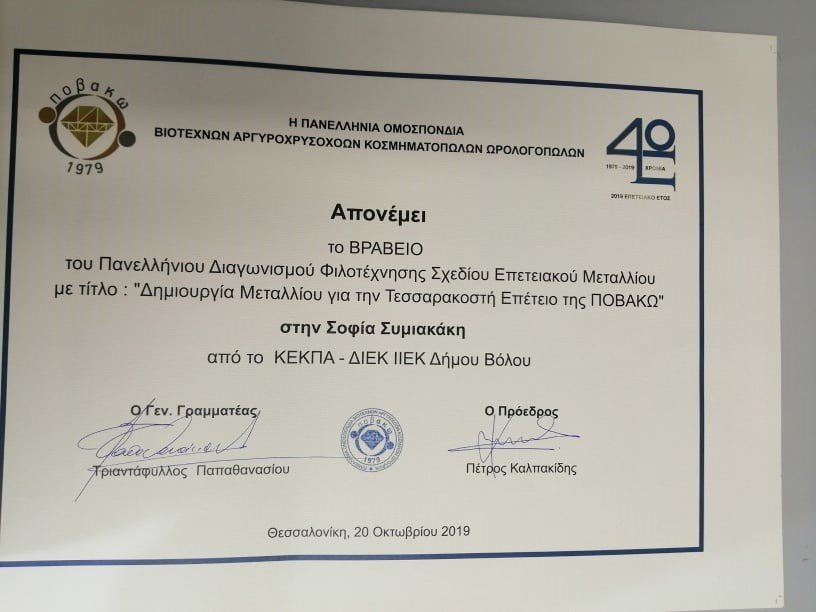 ποβακω
1979
Η ΠΑΝΕΛΛΗΝΙΑ ΟΜΟΣΠΟΝΔΙΑ
ΒΙΟΤΕΧΝΩΝ ΑΡΓΥΡΟΧΡΥΣΟΧΟΩΝ ΚΟΣΜΗΜΑΤΟΠΩΛΩΝ ΩΡΟΛΟΓΟΠΩΛΩΝ
40
1979 - 2019 ΧΡΟΝΙΑ
2019 ΕΠΕΤΕΙΑΚΟ ΕΤΟΣ
Απονέμει
το ΒΡΑΒΕΙΟ
του Πανελλήνιου Διαγωνισμού Φιλοτέχνησης Σχεδίου Επετειακού Μεταλλίου
με τίτλο : "Δημιουργία Μεταλλίου για την Τεσσαρακοστή Επέτειο της ΠΟΒΑΚΩ"
στην Σοφία Συμιακάκη
από το ΚΕΚΠΑ - ΔΙΕΚ ΙΙΕΚ Δήμου Βόλου
Ο Γεν. Γραμματέας
Τριαντάφυλλος Παπαθανασίου
ποβακω
1979
Ο Πρόεδρος
Πέτρος Καλπακίδης
Θεσσαλονίκη, 20 Οκτωβρίου 2019